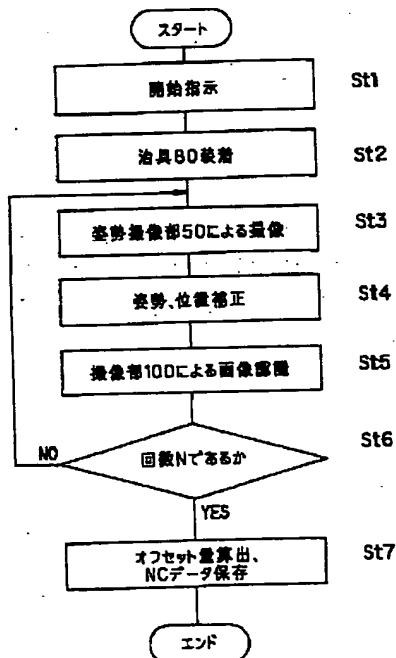 スタート
開始指示
St1
治具80装着
St2
姿勢撮像部50による撮像
St3
姿勢、位置補正
St4
撮像部100による画像認識
St5
回数Nであるか
St6
NO
YES
オフセット量算出、
NCデータ保存
St7
エンド